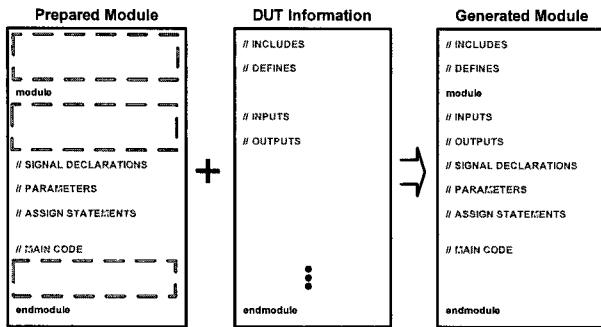 Prepared Module
module
// SIGNAL DECLARATIONS
// PARAMETERS
// ASSIGN STATEMENTS
// MAIN CODE
endmodule
+
DUT Information
// INCLUDES
// DEFINES
// INPUTS
// OUTPUTS
endmodule
Generated Module
// INCLUDES
// DEFINES
module
// INPUTS
// OUTPUTS
// SIGNAL DECLARATIONS
// PARAMETERS
// ASSIGN STATEMENTS
// MAIN CODE
endmodule